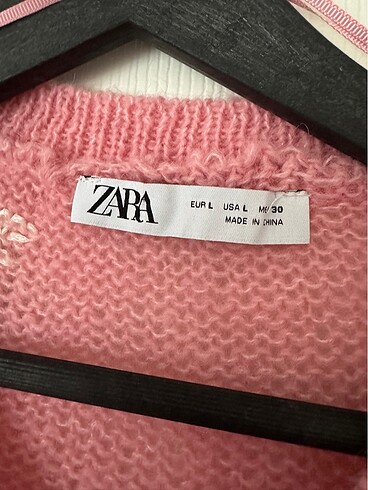 ZARA
EUR L USA L MEX 30
MADE IN CHINA